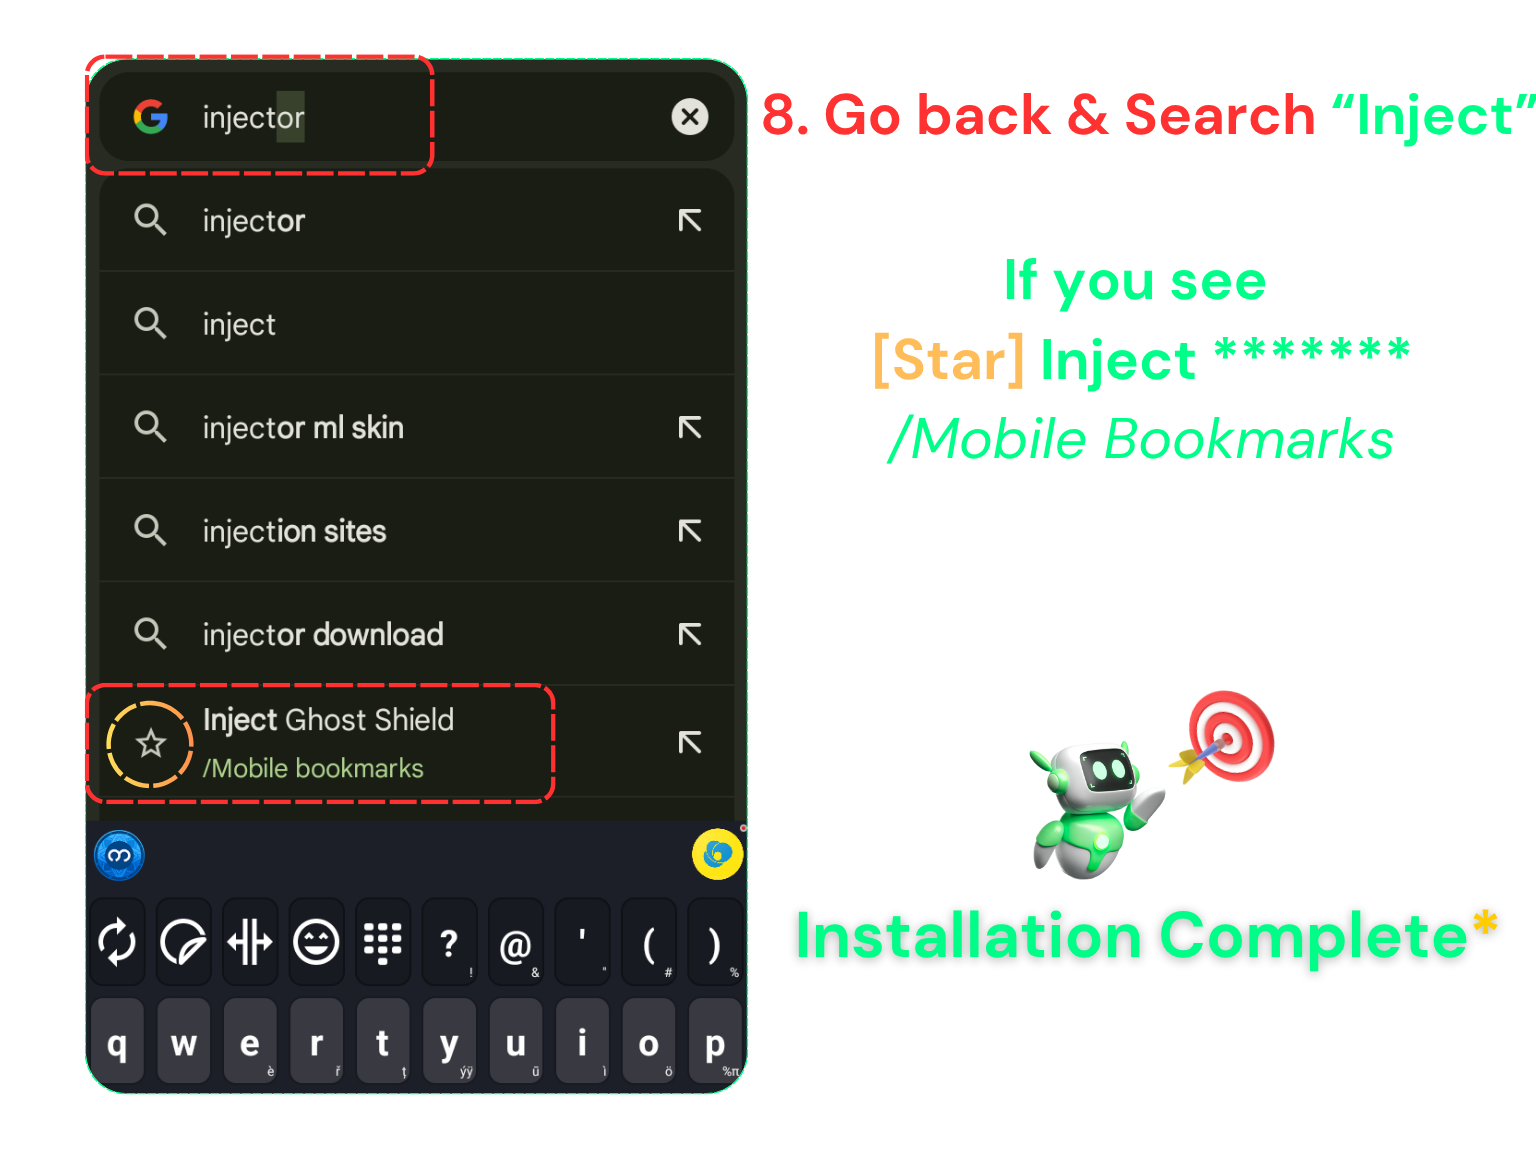 injector
8. Go back & Search “Inject”
injector
inject
injector ml skin
injection sites
injector download
Inject Ghost Shield
/Mobile bookmarks
If you see
[Star] Inject *******
/Mobile Bookmarks
Installation Complete*
? ! @ & ' " ( # ) %
q w e è r ř t ţ y ýÿ u ũ i ì o ö p %π